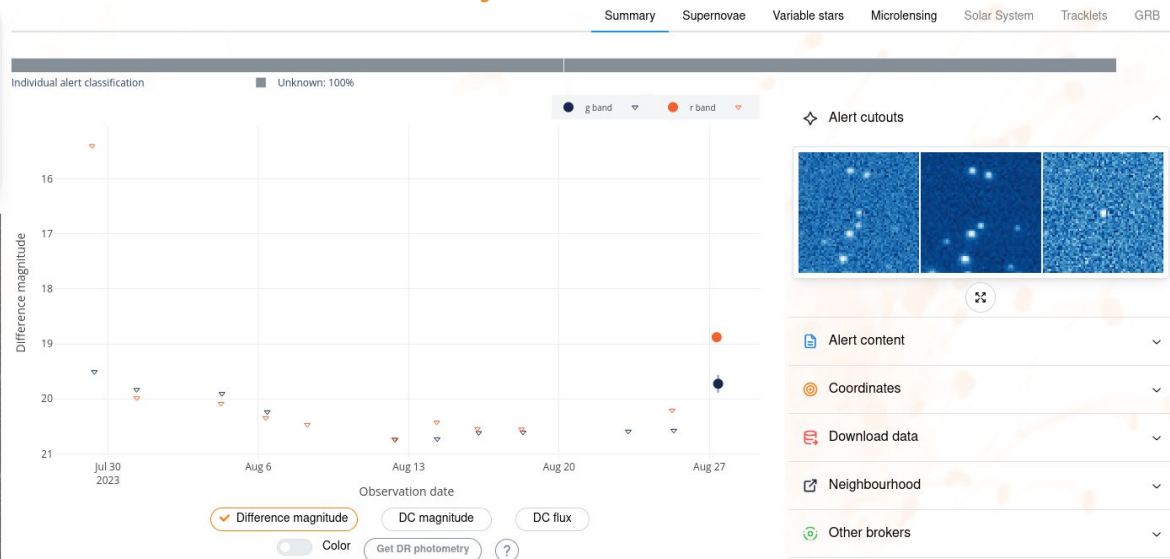 Summary Supernovae Variable stars Microlensing Solar System Tracklets GRB
Individual alert classification Unknown: 100%
g band r band
Alert cutouts
16
17
18
19
20
21
Difference magnitude
Jul 30 Aug 6 Aug 13 Aug 20 Aug 27
2023
Observation date
Difference magnitude DC magnitude DC flux
Color Get DR photometry ?
Alert content
Coordinates
Download data
Neighbourhood
Other brokers